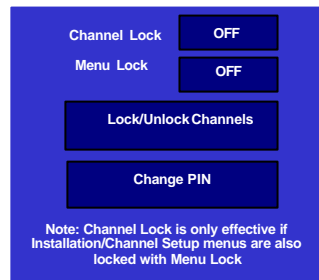 Channel Lock OFF
Menu Lock OFF
Lock/Unlock Channels
Change PIN
Note: Channel Lock is only effective if
Installation/Channel Setup menus are also
locked with Menu Lock